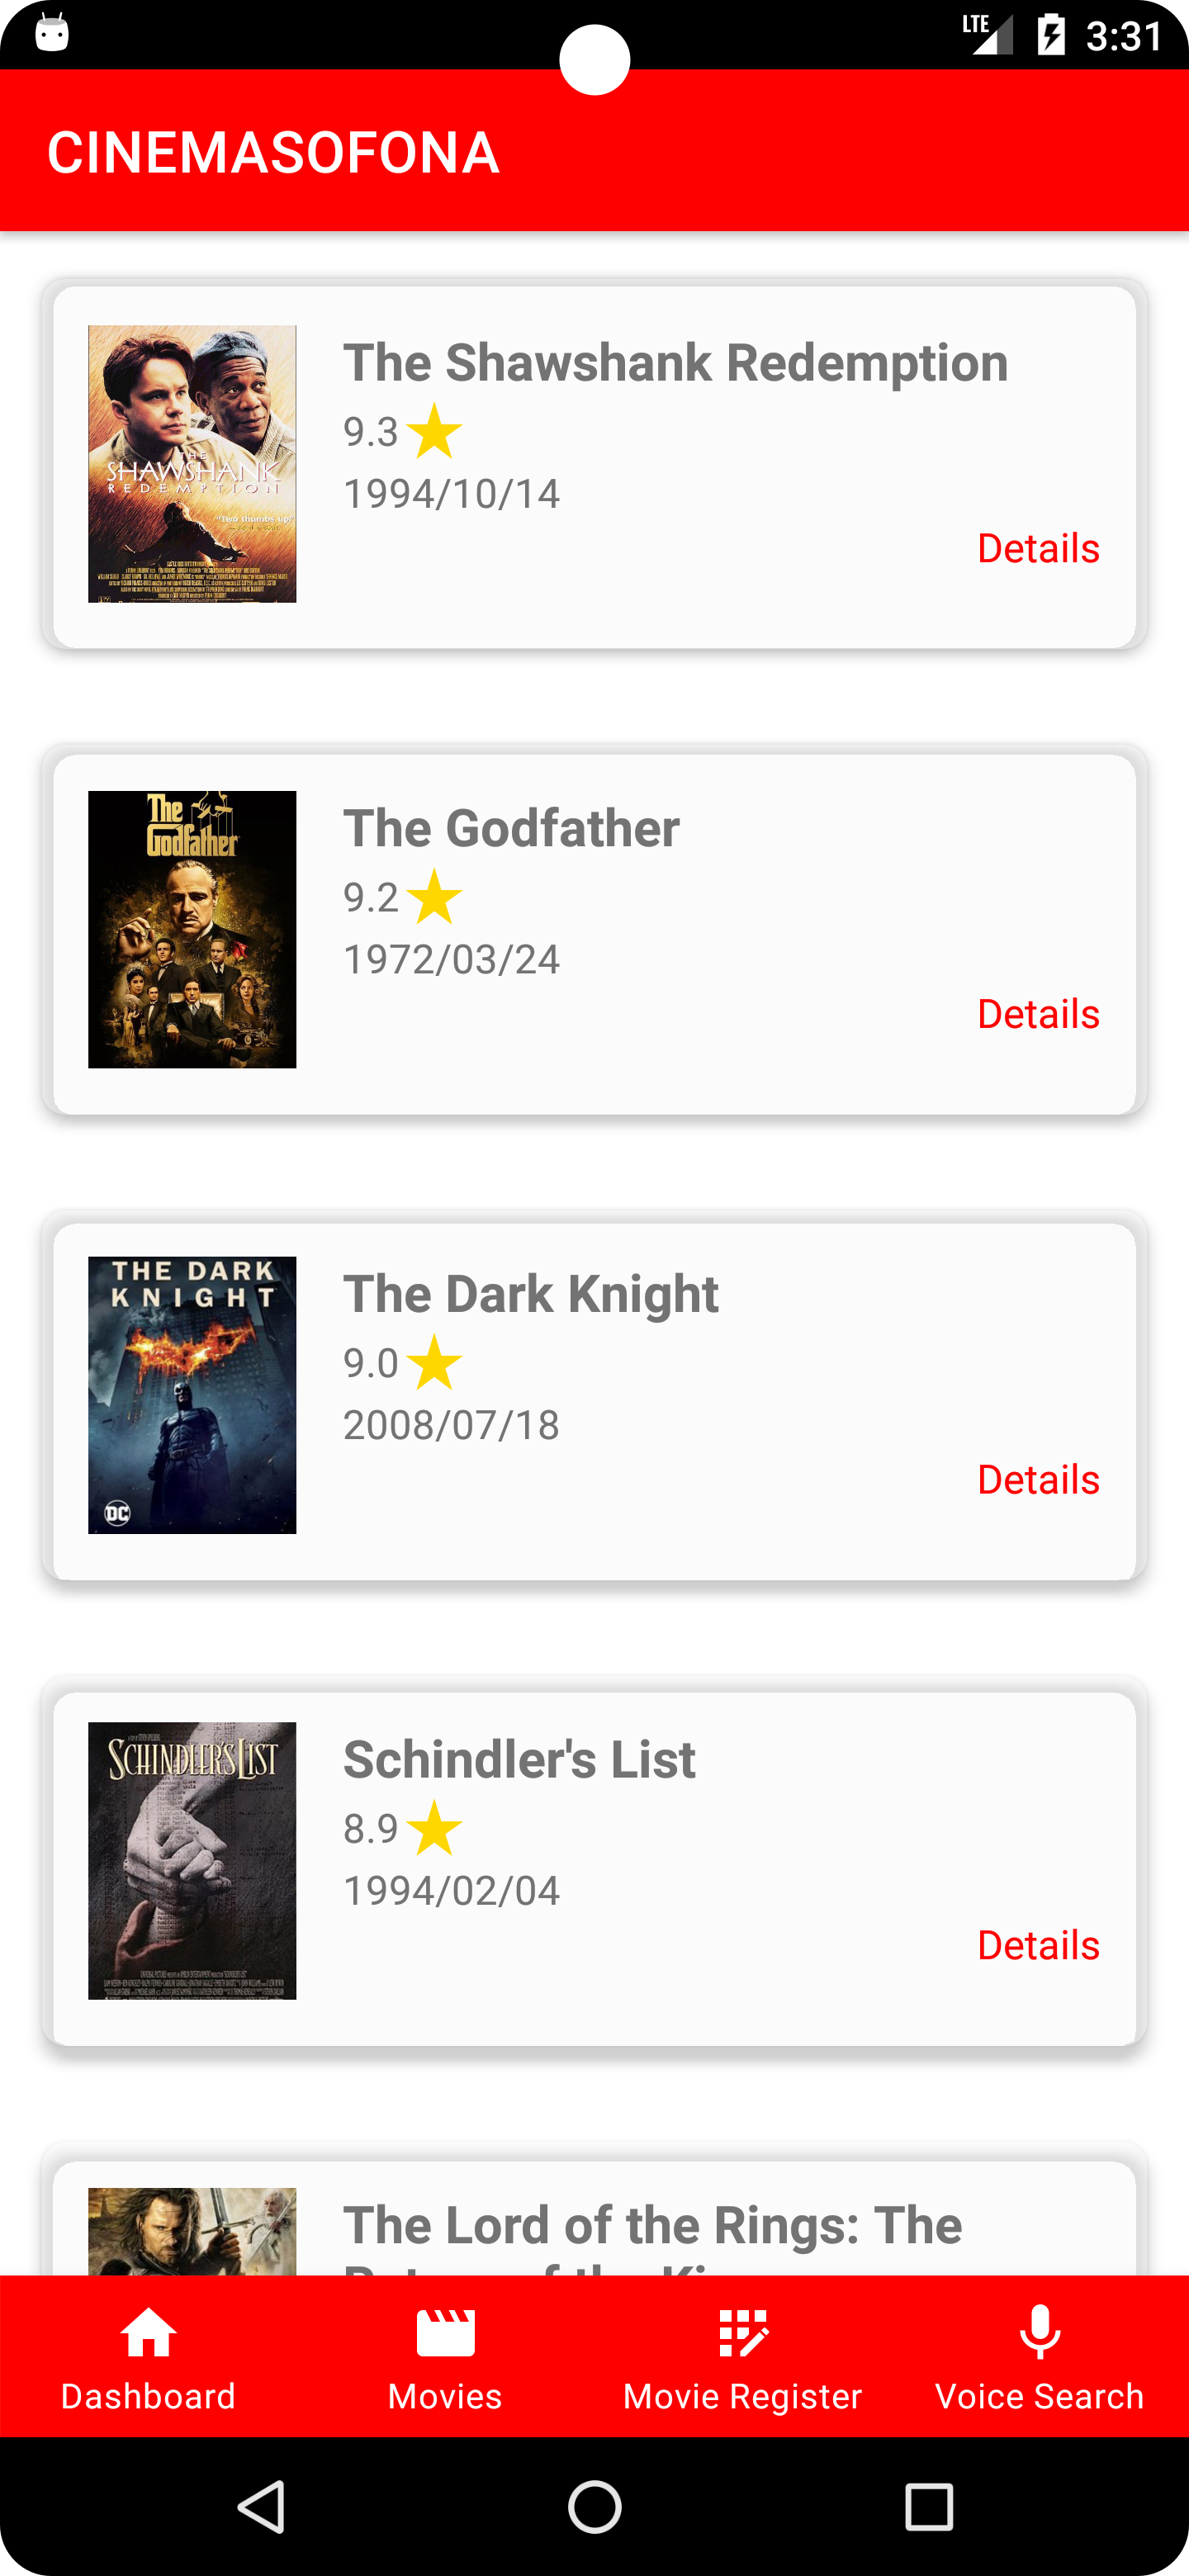 LTE 3:31
CINEMASOFONA
THE
SHAWSHANK
REDEMPTION
"Two thumbs up!"
The Shawshank Redemption
9.3
1994/10/14
Details
The
Godfather
The Godfather
9.2
1972/03/24
Details
THE DARK
KNIGHT
DC
The Dark Knight
9.0
2008/07/18
Details
SCHINDLER'S LIST
Schindler's List
8.9
1994/02/04
Details
The Lord of the Rings: The
Dashboard
Movies
Movie Register
Voice Search